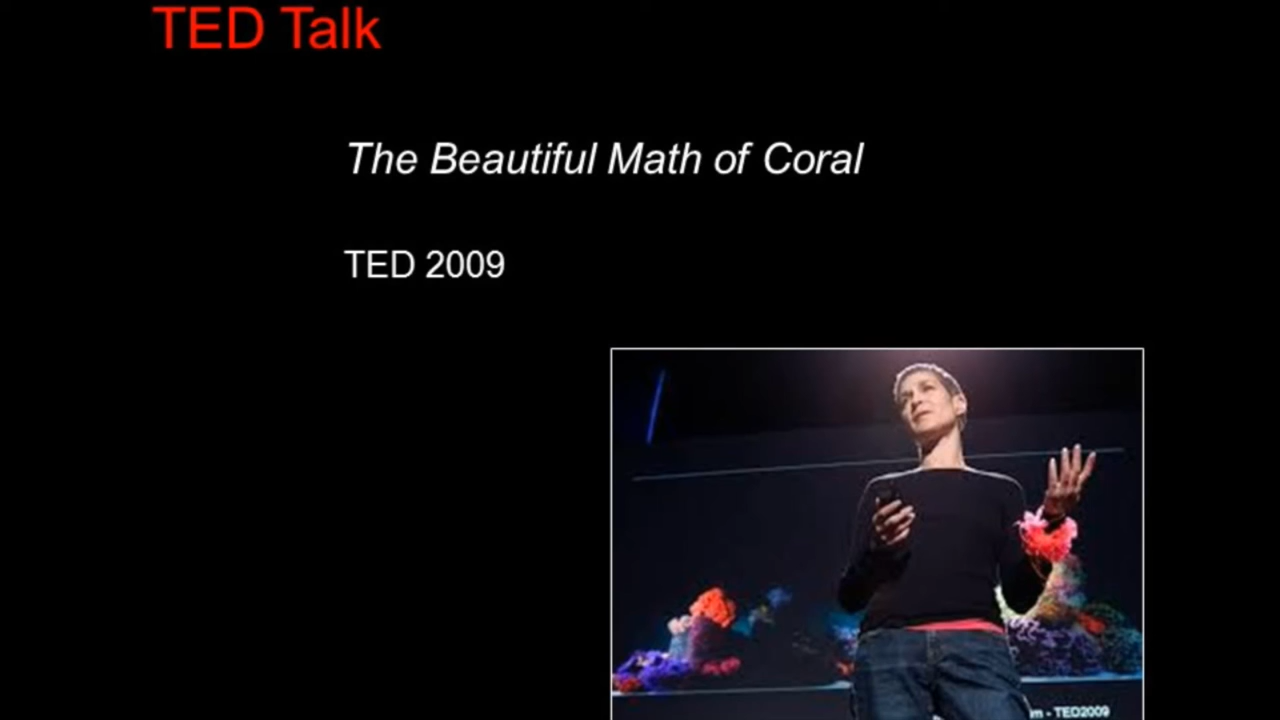 TED Talk
The Beautiful Math of Coral
TED 2009
- TED2009